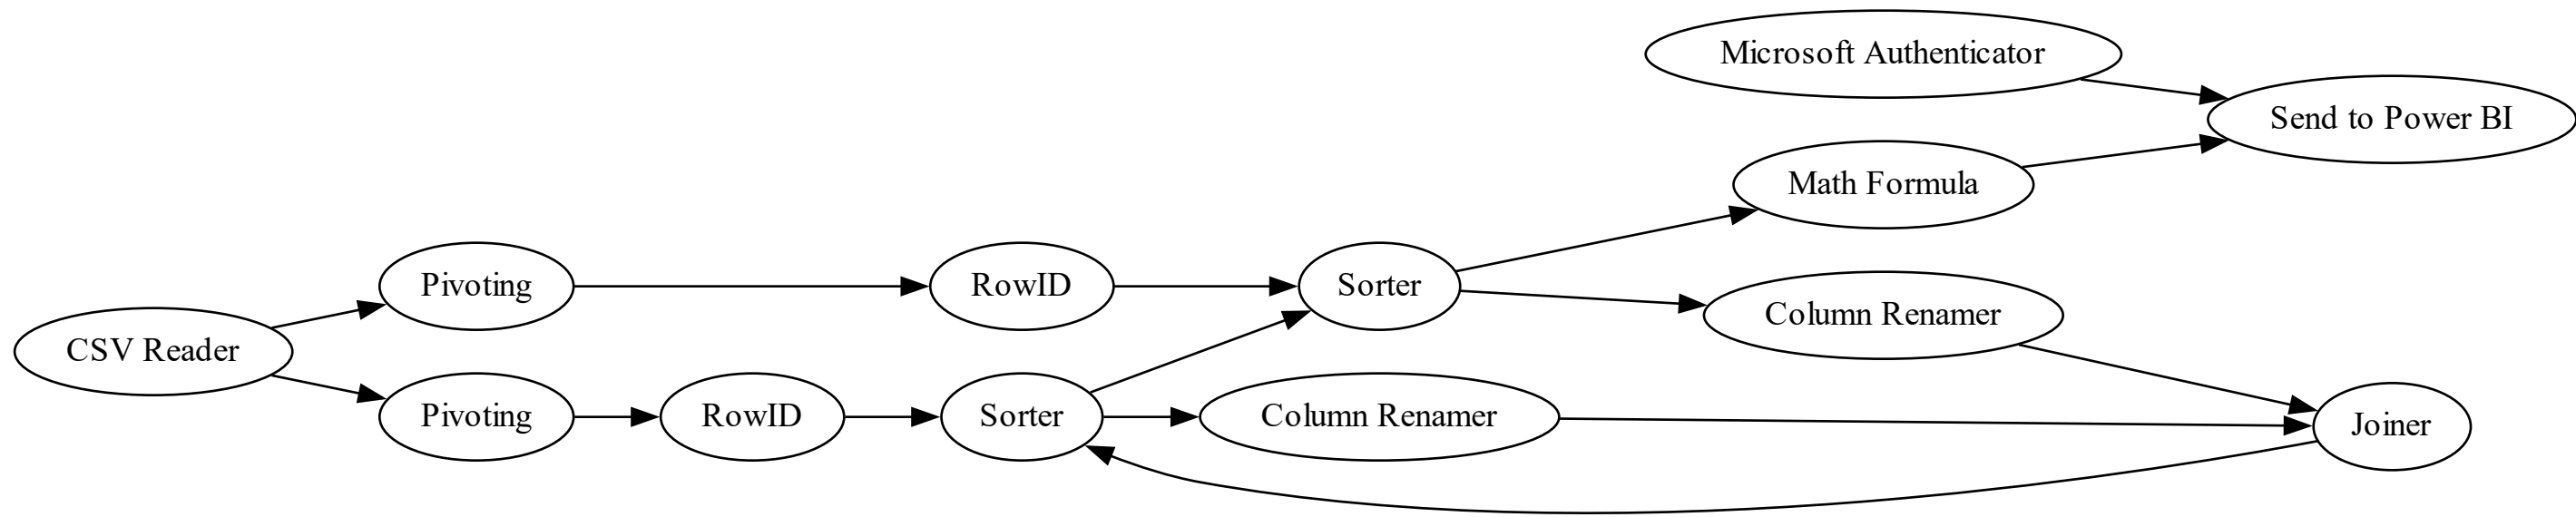 Microsoft Authenticator
Send to Power BI
Math Formula
Pivoting
RowID
Sorter
Column Renamer
CSV Reader
Pivoting
RowID
Sorter
Column Renamer
Joiner